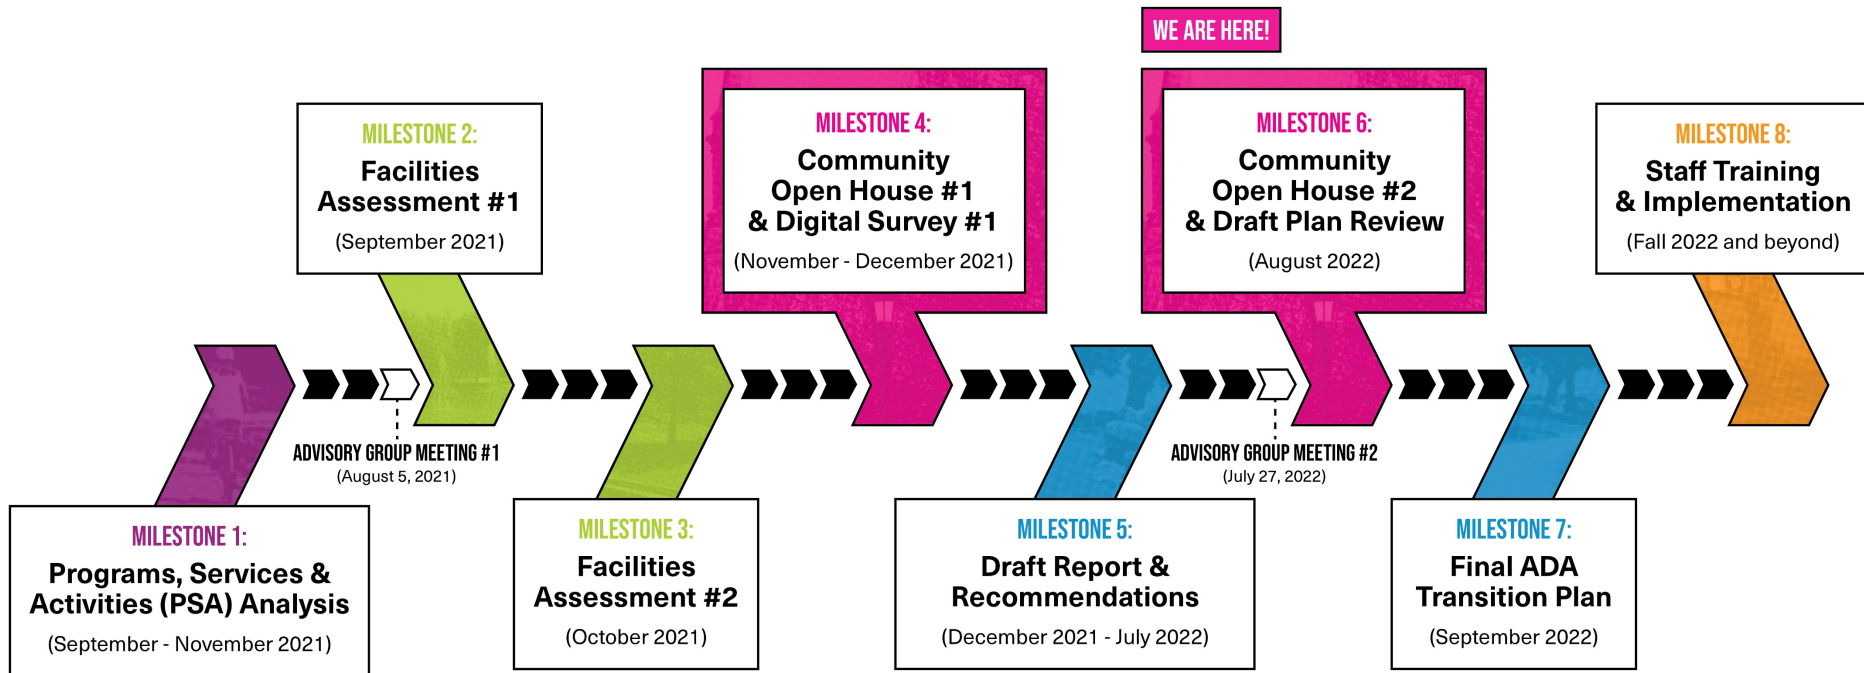 WE ARE HERE!
MILESTONE 1:
Programs, Services &
Activities (PSA) Analysis
(September - November 2021)
ADVISORY GROUP MEETING #1
(August 5, 2021)
MILESTONE 2:
Facilities
Assessment #1
(September 2021)
MILESTONE 3:
Facilities
Assessment #2
(October 2021)
MILESTONE 4:
Community
Open House #1
& Digital Survey #1
(November - December 2021)
MILESTONE 5:
Draft Report &
Recommendations
(December 2021 - July 2022)
ADVISORY GROUP MEETING #2
(July 27, 2022)
MILESTONE 6:
Community
Open House #2
& Draft Plan Review
(August 2022)
MILESTONE 7:
Final ADA
Transition Plan
(September 2022)
MILESTONE 8:
Staff Training
& Implementation
(Fall 2022 and beyond)